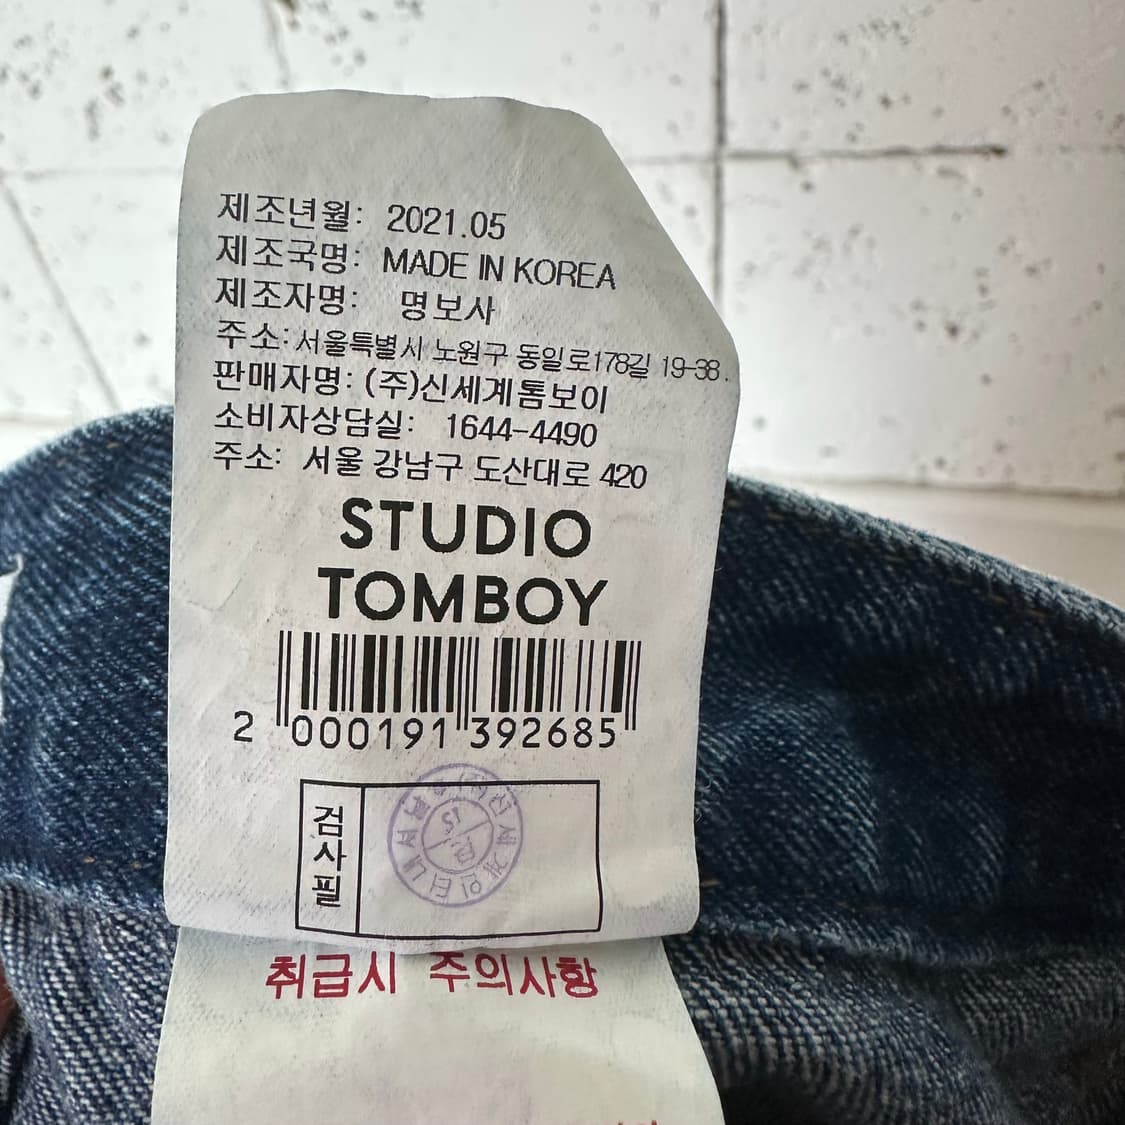 제조년월: 2021.05
제조국명: MADE IN KOREA
제조자명: 명보사
주소: 서울특별시 노원구 동일로178길 19-38.
판매자명: (주)신세계톰보이
소비자상담실: 1644-4490
주소: 서울 강남구 도산대로 420
STUDIO
TOMBOY
2 000191 392685
검사필
취급시 주의사항